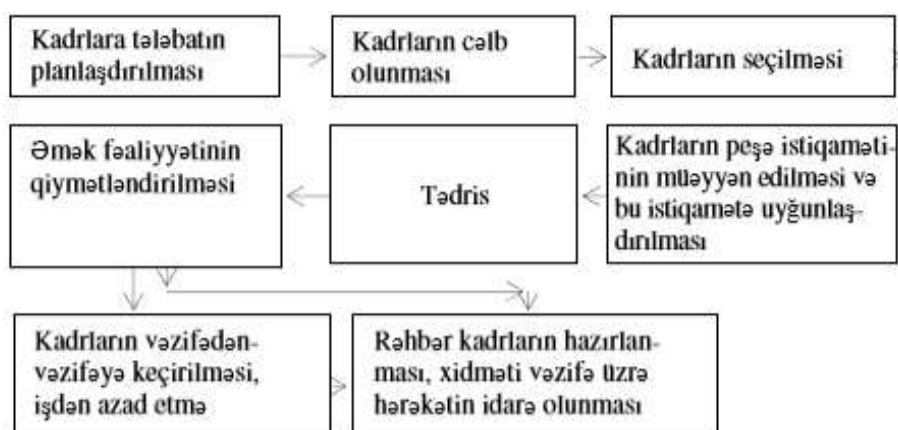 Kadrlara tələbatın
planlaşdırılması
Kadrların cəlb
olunması
Kadrların seçilməsi
Kadrların peşə istiqaməti-
nin müəyyən edilməsi və
bu istiqamətə uyğunlaş-
dırılması
Tədris
Əmək fəaliyyətinin
qiymətləndirilməsi
Kadrların vəzifədən-
vəzifəyə keçirilməsi,
işdən azad etmə
Rəhbər kadrların hazırlan-
ması, xidməti vəzifə üzrə
hərəkətin idarə olunması